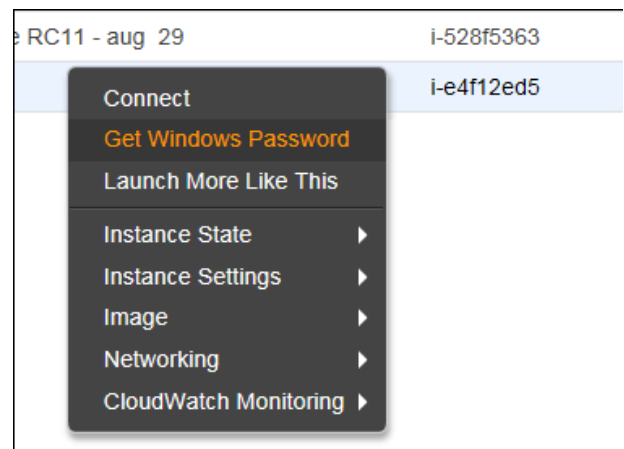 RC11 - aug 29 i-528f5363
i-e4f12ed5
Connect
Get Windows Password
Launch More Like This
Instance State
Instance Settings
Image
Networking
CloudWatch Monitoring